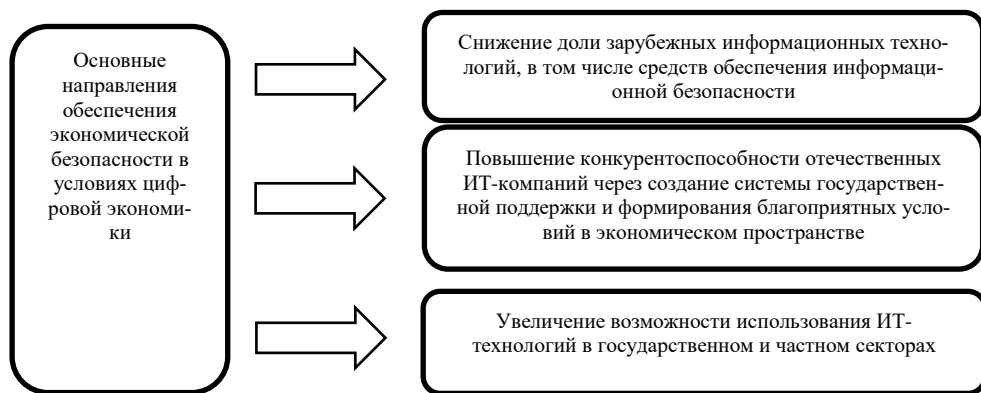 Основные
направления
обеспечения
экономической
безопасности в
условиях циф-
ровой экономи-
ки
Снижение доли зарубежных информационных техно-
логий, в том числе средств обеспечения информаци-
онной безопасности
Повышение конкурентоспособности отечественных
ИТ-компаний через создание системы государствен-
ной поддержки и формирования благоприятных усло-
вий в экономическом пространстве
Увеличение возможности использования ИТ-
технологий в государственном и частном секторах